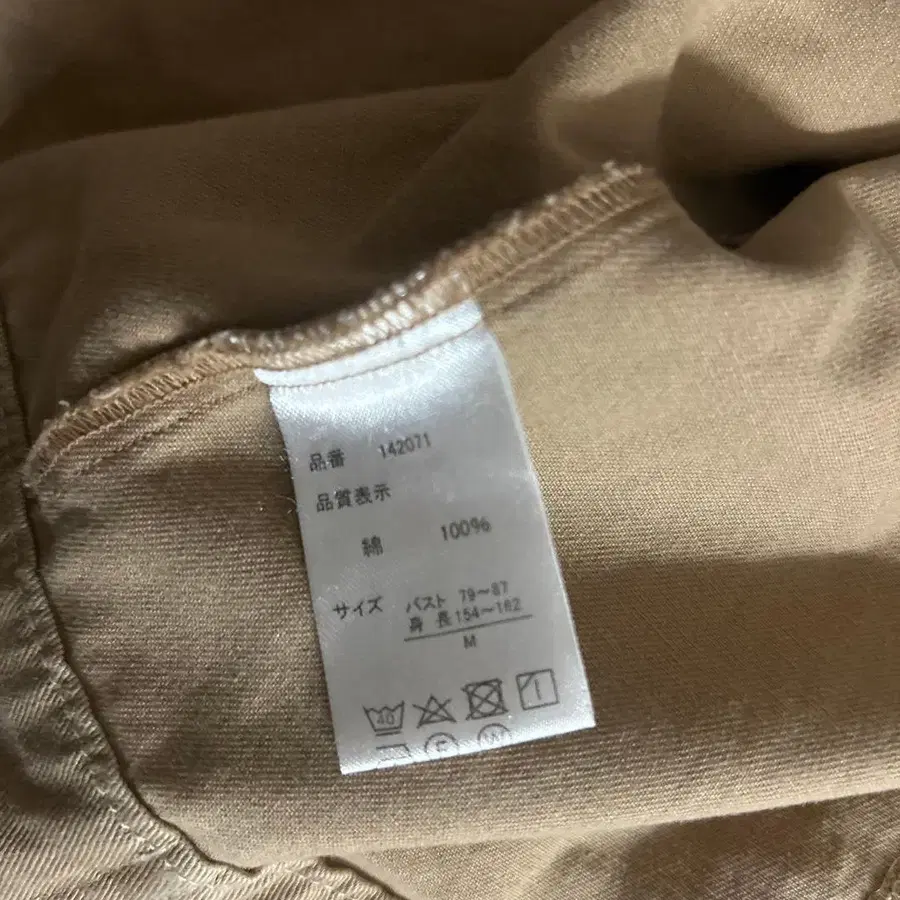 品番 142071
品質表示
綿 100%
サイズ バスト 79～87
身長 154～162
M
40
F W